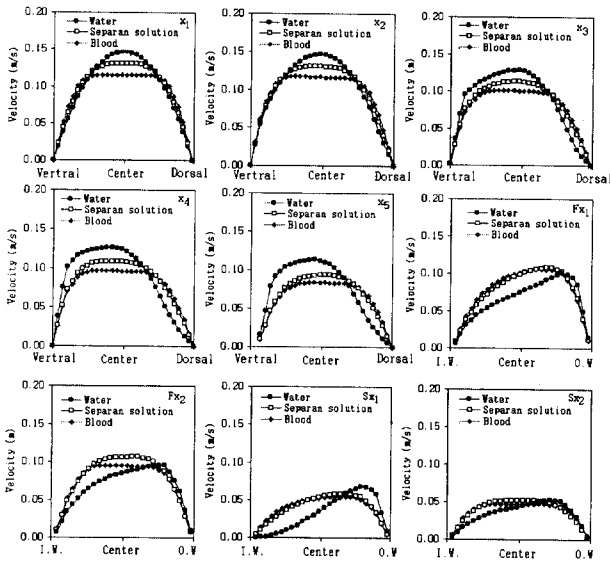 Water
Separan solution
Blood
x1
Velocity (m/s)
0.20
0.15
0.10
0.05
0.00
Vertral Center Dorsal
Water
Separan solution
Blood
x2
Velocity (m/s)
0.20
0.15
0.10
0.05
0.00
Vertral Center Dorsal
Water
Separan solution
Blood
x3
Velocity (m)
0.20
0.15
0.10
0.05
0.00
Vertral Center Dorsal
Water
Separan solution
Blood
x4
Velocity (m/s)
0.20
0.15
0.10
0.05
0.00
Vertral Center Dorsal
Water
Separan solution
Blood
x5
Velocity (m/s)
0.20
0.15
0.10
0.05
0.00
Vertral Center Dorsal
Water
Separan solution
Blood
Fx1
Velocity (m/s)
0.20
0.15
0.10
0.05
0.00
I.W. Center O.W
Water
Separan solution
Blood
Fx2
Velocity (m)
0.20
0.15
0.10
0.05
0.00
I.W. Center O.W
Water
Separan solution
Blood
Sx1
Velocity (m/s)
0.20
0.15
0.10
0.05
0.00
I.W. Center O.W
Water
Separan solution
Blood
Sx2
Velocity (m/s)
0.20
0.15
0.10
0.05
0.00
I.W. Center O.W